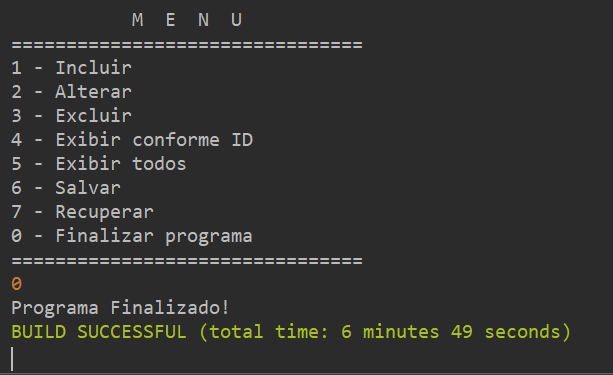 M E N U
================================
1 - Incluir
2 - Alterar
3 - Excluir
4 - Exibir conforme ID
5 - Exibir todos
6 - Salvar
7 - Recuperar
0 - Finalizar programa
================================
0
Programa Finalizado!
BUILD SUCCESSFUL (total time: 6 minutes 49 seconds)